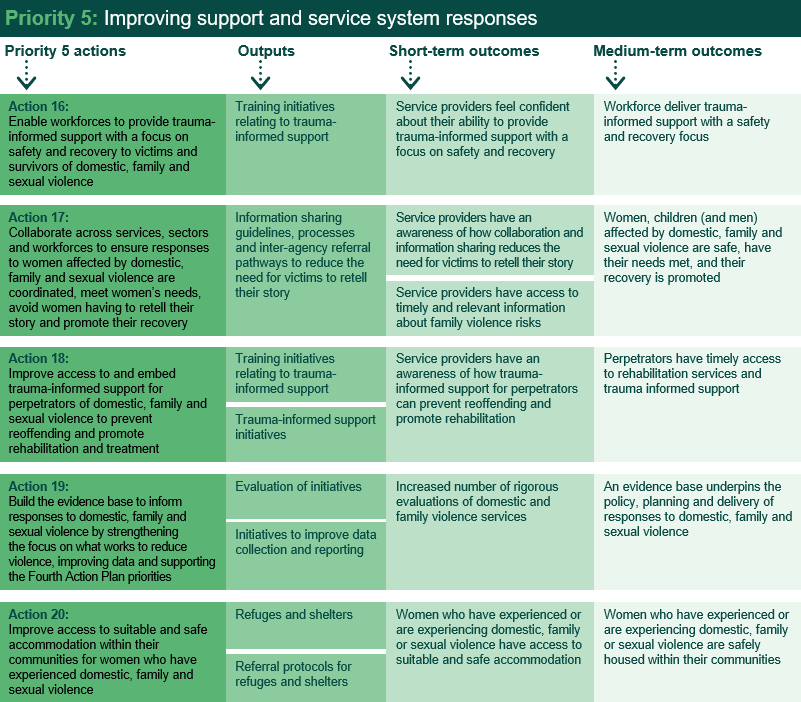 Priority 5: Improving support and service system responses
Priority 5 actions
Outputs
Short-term outcomes
Medium-term outcomes
Action 16:
Enable workforces to provide trauma-
informed support with a focus on
safety and recovery to victims and
survivors of domestic, family and
sexual violence
Training initiatives
relating to trauma-
informed support
Service providers feel confident
about their ability to provide
trauma-informed support with a
focus on safety and recovery
Workforce deliver trauma-
informed support with a safety
and recovery focus
Action 17:
Collaborate across services, sectors
and workforces to ensure responses
to women affected by domestic,
family and sexual violence are
coordinated, meet women's needs,
avoid women having to retell their
story and promote their recovery
Information sharing
guidelines, processes
and inter-agency referral
pathways to reduce the
need for victims to retell
their story
Service providers have an
awareness of how collaboration and
information sharing reduces the
need for victims to retell their story
Service providers have access to
timely and relevant information
about family violence risks
Women, children (and men)
affected by domestic, family and
sexual violence are safe, have
their needs met, and their
recovery is promoted
Action 18:
Improve access to and embed
trauma-informed support for
perpetrators of domestic, family and
sexual violence to prevent
reoffending and promote
rehabilitation and treatment
Training initiatives
relating to trauma-
informed support
Trauma-informed support
initiatives
Service providers have an
awareness of how trauma-
informed support for perpetrators
can prevent reoffending and
promote rehabilitation
Perpetrators have timely access
to rehabilitation services and
trauma informed support
Action 19:
Build the evidence base to inform
responses to domestic, family and
sexual violence by strengthening
the focus on what works to reduce
violence, improving data and supporting
the Fourth Action Plan priorities
Evaluation of initiatives
Initiatives to improve data
collection and reporting
Increased number of rigorous
evaluations of domestic and
family violence services
An evidence base underpins the
policy, planning and delivery of
responses to domestic, family and
sexual violence
Action 20:
Improve access to suitable and safe
accommodation within their
communities for women who have
experienced domestic, family and
sexual violence
Refuges and shelters
Referral protocols for
refuges and shelters
Women who have experienced or
are experiencing domestic, family
or sexual violence have access to
suitable and safe accommodation
Women who have experienced or
are experiencing domestic, family
or sexual violence are safely
housed within their communities